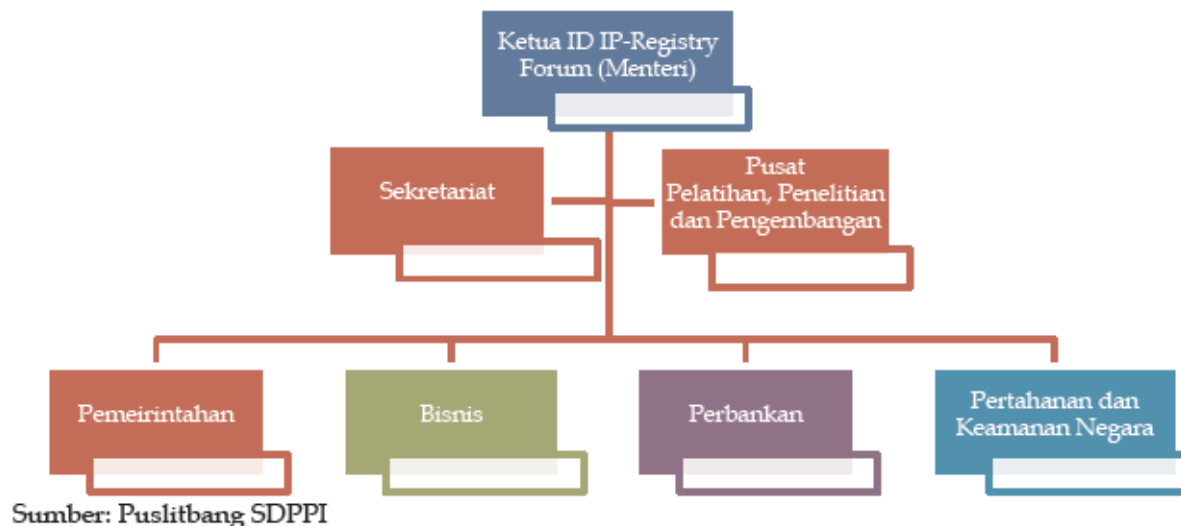 Ketua ID IP-Registry
Forum (Menteri)
Sekretariat
Pusat
Pelatihan, Penelitian
dan Pengembangan
Pemeirintahan
Bisnis
Perbankan
Pertahanan dan
Keamanan Negara
Sumber: Puslitbang SDPPI